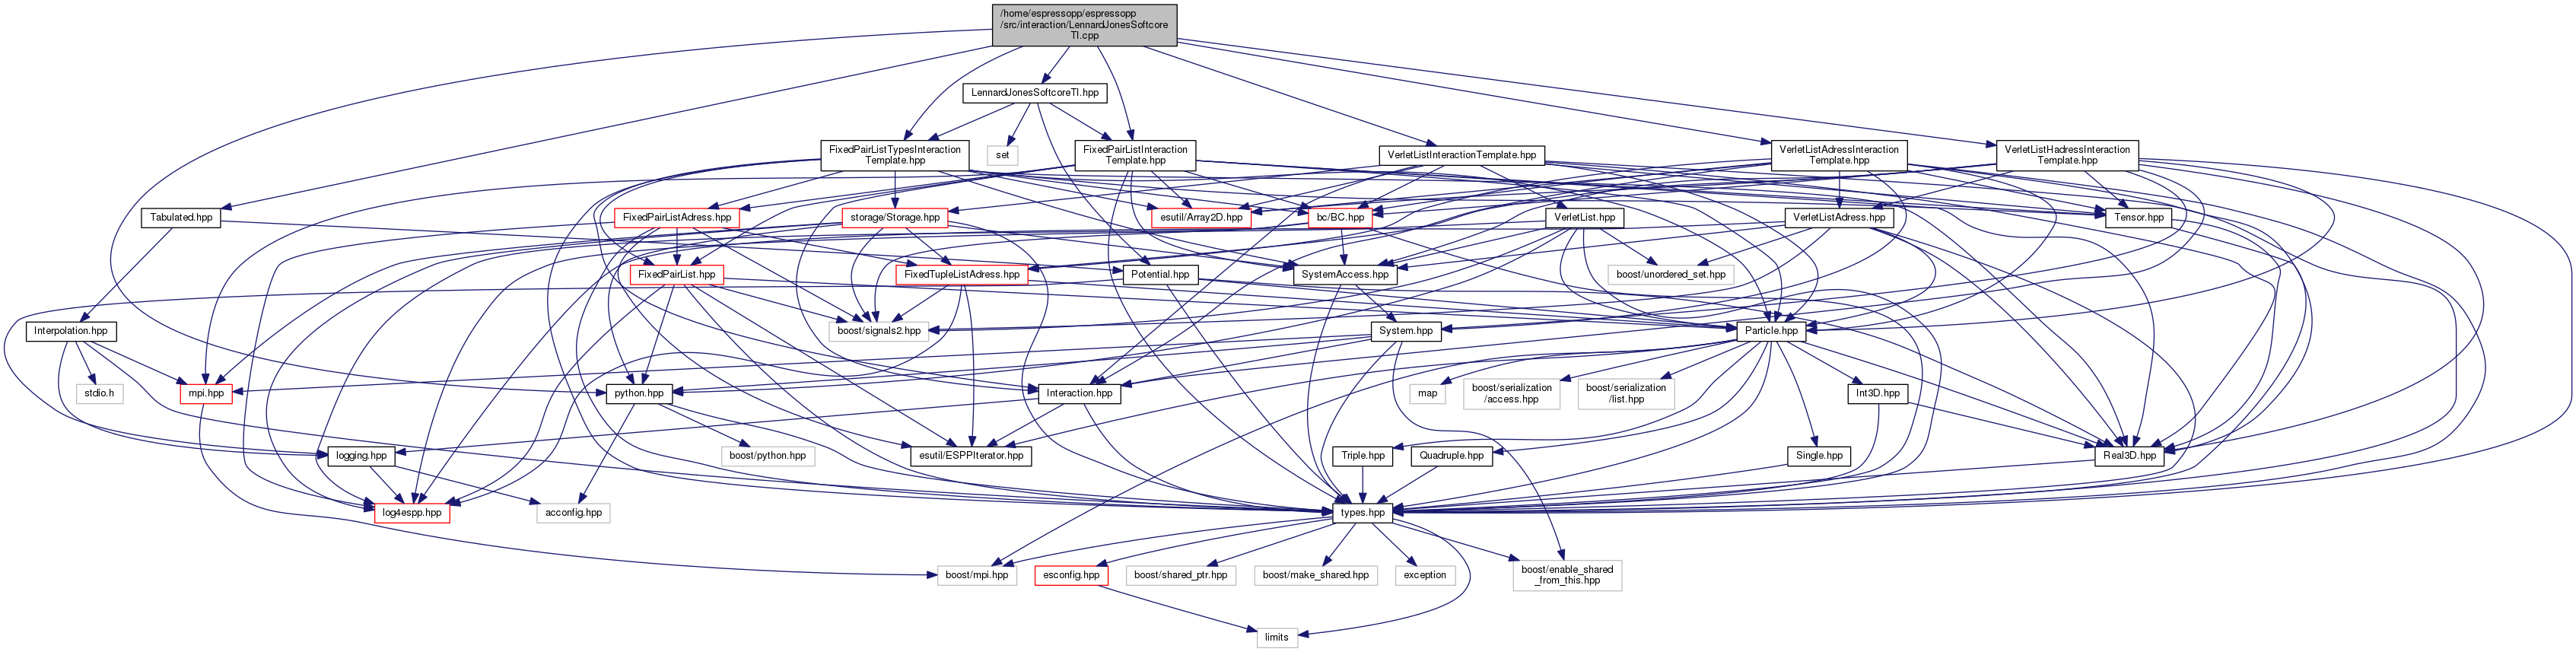 /home/espressopp/espressopp
/src/interaction/LennardJonesSoftcore
TI.cpp
LennardJonesSoftcoreTI.hpp
FixedPairListTypesInteraction
Template.hpp
set
FixedPairListInteraction
Template.hpp
VerletListInteractionTemplate.hpp
VerletListAdressInteraction
Template.hpp
VerletListHadressInteraction
Template.hpp
Tabulated.hpp
FixedPairListAdress.hpp
storage/Storage.hpp
esutil/Array2D.hpp
bc/BC.hpp
VerletList.hpp
VerletListAdress.hpp
Tensor.hpp
FixedPairList.hpp
FixedTupleListAdress.hpp
Potential.hpp
SystemAccess.hpp
boost/unordered_set.hpp
Interpolation.hpp
boost/signals2.hpp
System.hpp
Particle.hpp
stdio.h
mpi.hpp
python.hpp
Interaction.hpp
map
boost/serialization
/access.hpp
boost/serialization
/list.hpp
Int3D.hpp
logging.hpp
boost/python.hpp
esutil/ESPPIterator.hpp
Triple.hpp
Quadruple.hpp
Single.hpp
Real3D.hpp
log4espp.hpp
acconfig.hpp
types.hpp
boost/mpi.hpp
esconfig.hpp
boost/shared_ptr.hpp
boost/make_shared.hpp
exception
boost/enable_shared
_from_this.hpp
limits